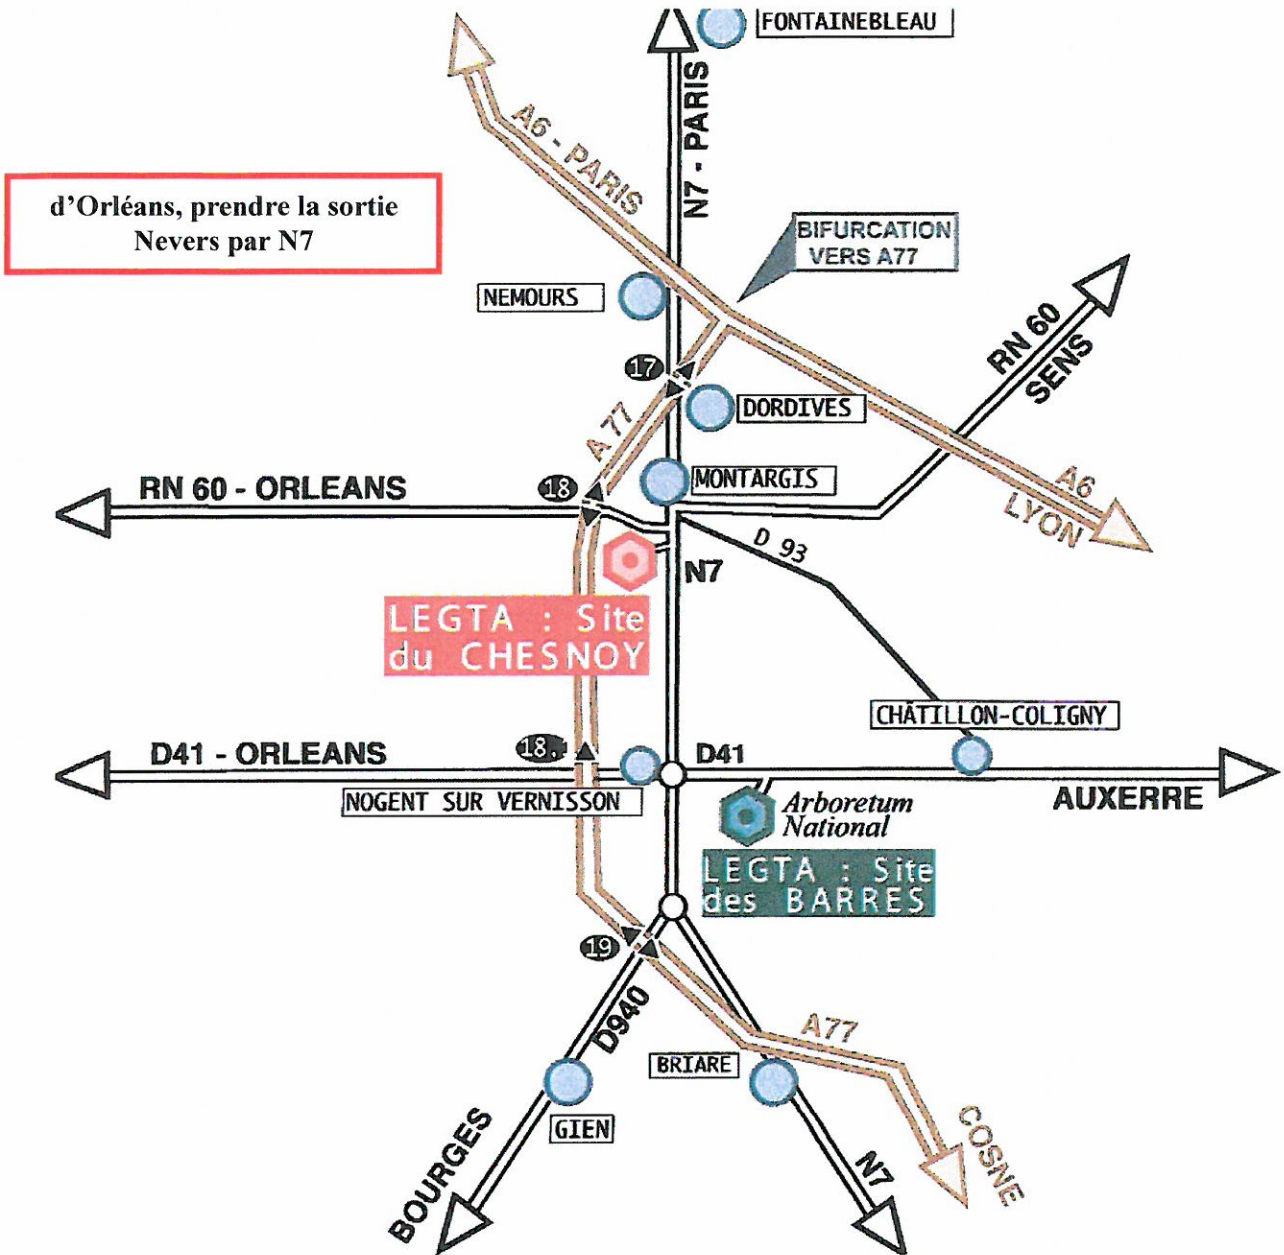 FONTAINEBLEAU
A6 - PARIS
N7 - PARIS
d’Orléans, prendre la sortie
Nevers par N7
BIFURCATION
VERS A77
NEMOURS
RN 60
SENS
17
DORDIVES
A 77
MONTARGIS
RN 60 - ORLEANS
18
A6
LYON
D 93
N7
LEGTA : Site
du CHESNOY
CHÂTILLON-COLIGNY
D41 - ORLEANS
18.1
D41
NOGENT SUR VERNISSON
AUXERRE
Arboretum
National
LEGTA : Site
des BARRES
19
D940
A77
BRIARE
GIEN
BOURGES
N7
COSNE